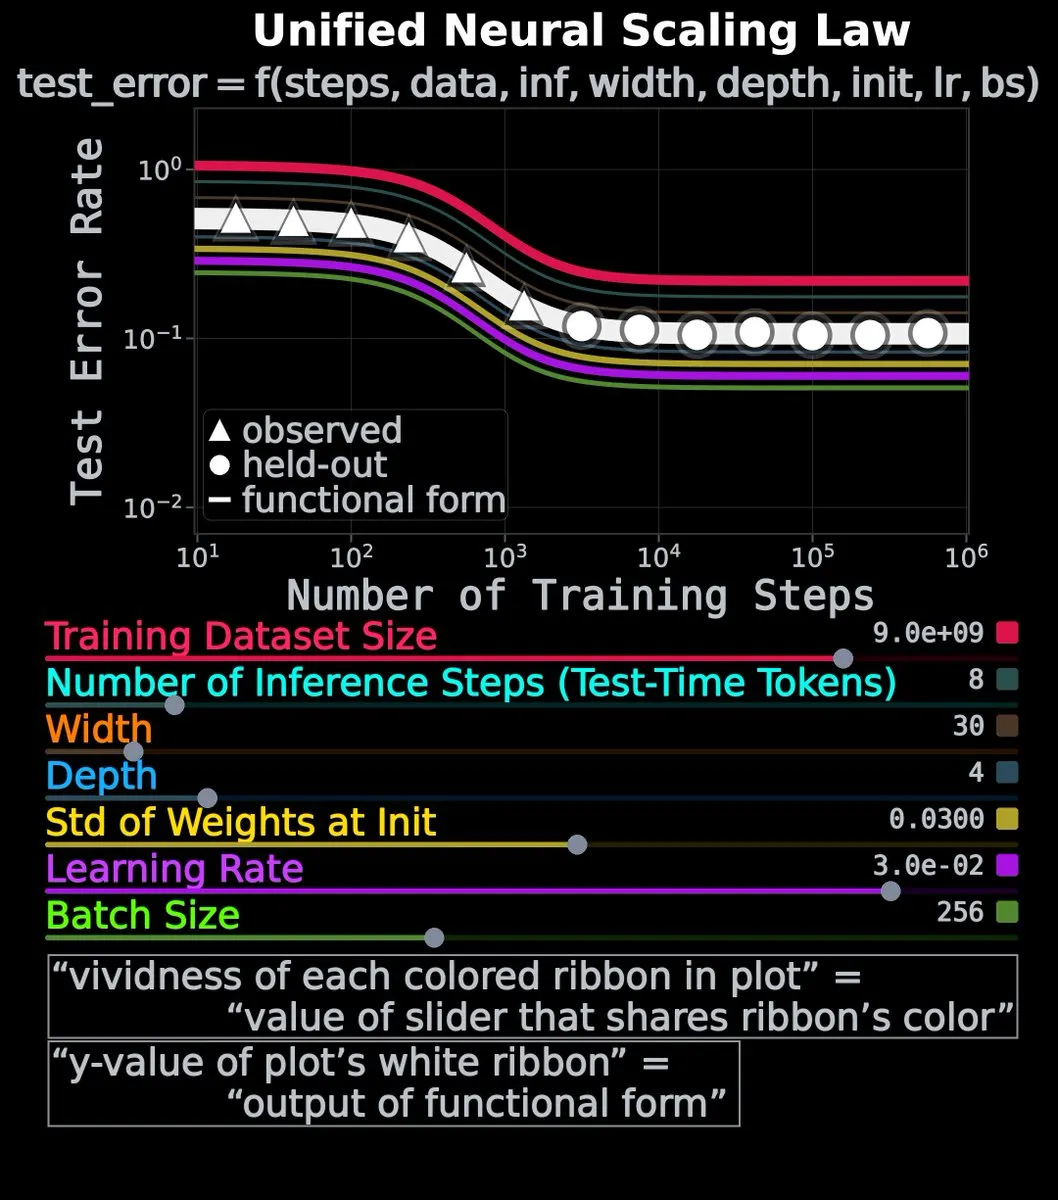 Unified Neural Scaling Law
test_error = f(steps, data, inf, width, depth, init, lr, bs)
Test Error Rate
10⁰
10⁻¹
10⁻²
observed
held-out
functional form
10¹ 10² 10³ 10⁴ 10⁵ 10⁶
Number of Training Steps
Training Dataset Size 9.0e+09
Number of Inference Steps (Test-Time Tokens) 8
Width 30
Depth 4
Std of Weights at Init 0.0300
Learning Rate 3.0e-02
Batch Size 256
“vividness of each colored ribbon in plot” =
“value of slider that shares ribbon’s color”
“y-value of plot’s white ribbon” =
“output of functional form”